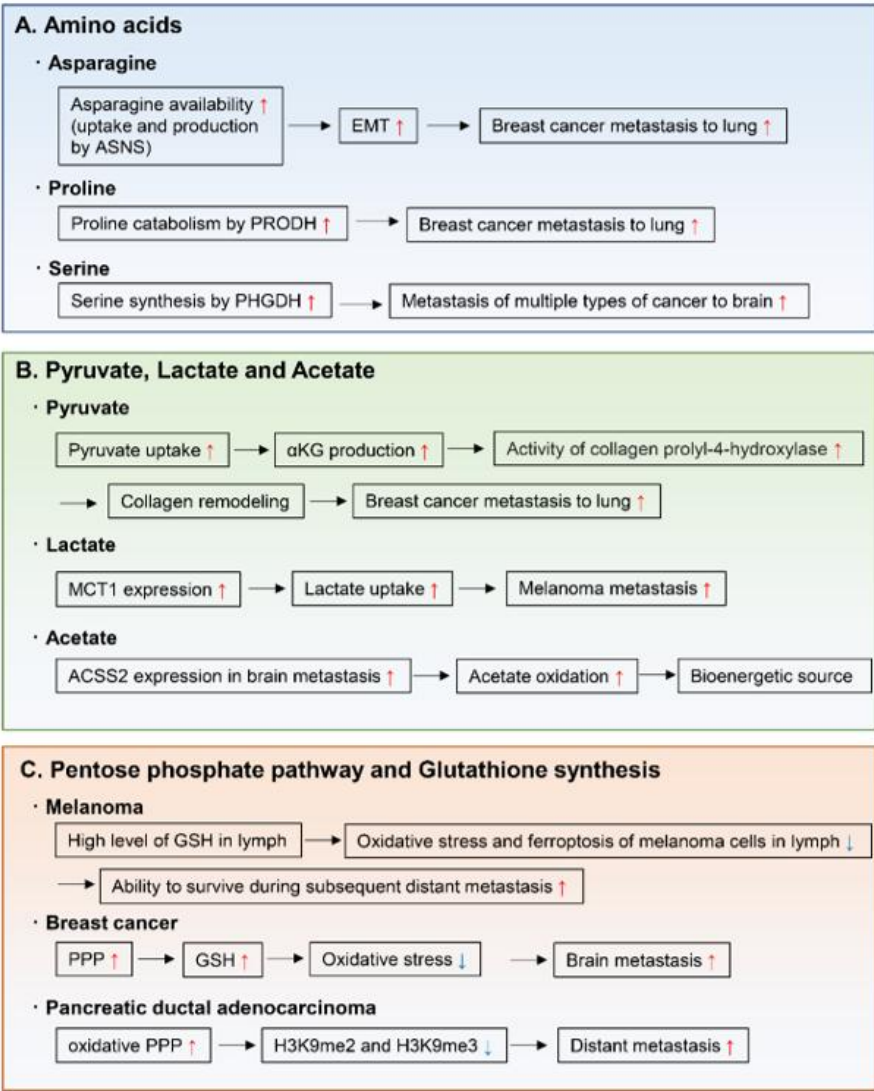 A. Amino acids
· Asparagine
Asparagine availability ↑
(uptake and production
by ASNS)
EMT ↑
Breast cancer metastasis to lung ↑
· Proline
Proline catabolism by PRODH ↑
Breast cancer metastasis to lung ↑
· Serine
Serine synthesis by PHGDH ↑
Metastasis of multiple types of cancer to brain ↑
B. Pyruvate, Lactate and Acetate
· Pyruvate
Pyruvate uptake ↑
αKG production ↑
Activity of collagen prolyl-4-hydroxylase ↑
Collagen remodeling
Breast cancer metastasis to lung ↑
· Lactate
MCT1 expression ↑
Lactate uptake ↑
Melanoma metastasis ↑
· Acetate
ACSS2 expression in brain metastasis ↑
Acetate oxidation ↑
Bioenergetic source
C. Pentose phosphate pathway and Glutathione synthesis
· Melanoma
High level of GSH in lymph
Oxidative stress and ferroptosis of melanoma cells in lymph ↓
Ability to survive during subsequent distant metastasis ↑
· Breast cancer
PPP ↑
GSH ↑
Oxidative stress ↓
Brain metastasis ↑
· Pancreatic ductal adenocarcinoma
oxidative PPP ↑
H3K9me2 and H3K9me3 ↓
Distant metastasis ↑